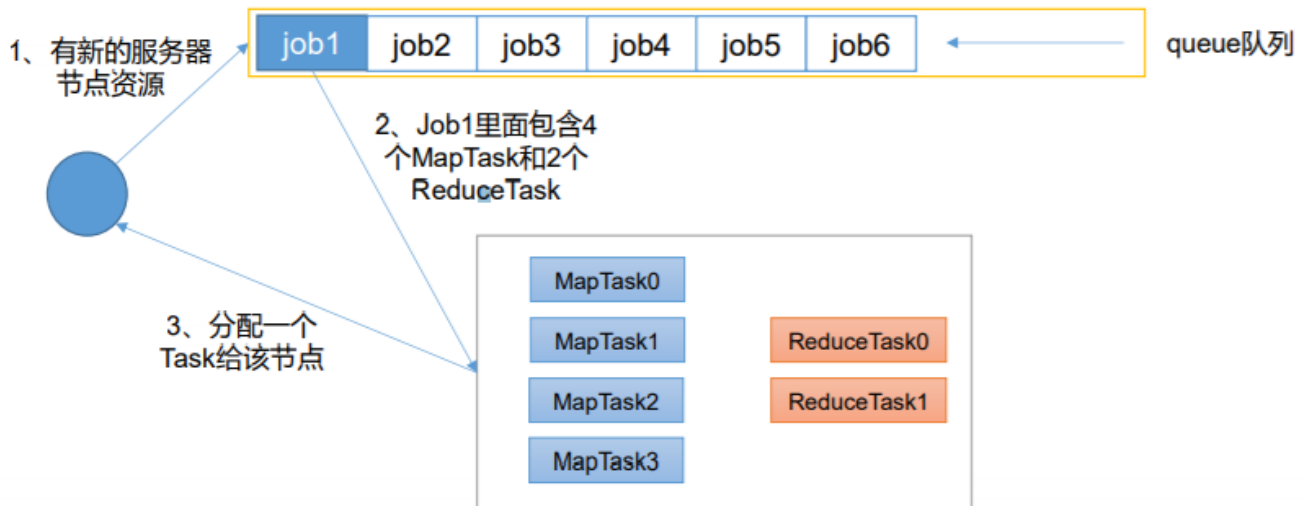 1、有新的服务器
节点资源
job1 job2 job3 job4 job5 job6
queue队列
2、Job1里面包含4
个MapTask和2个
ReduceTask
3、分配一个
Task给该节点
MapTask0
MapTask1
MapTask2
MapTask3
ReduceTask0
ReduceTask1